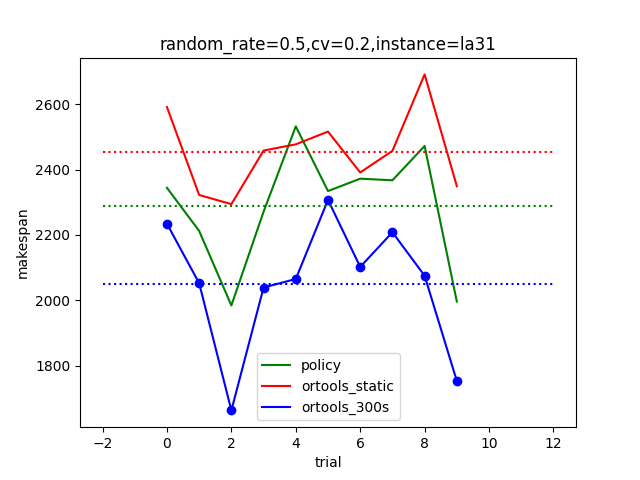 random_rate=0.5,cv=0.2,instance=la31
makespan
2600
2400
2200
2000
1800
policy
ortools_static
ortools_300s
−2 0 2 4 6 8 10 12
trial